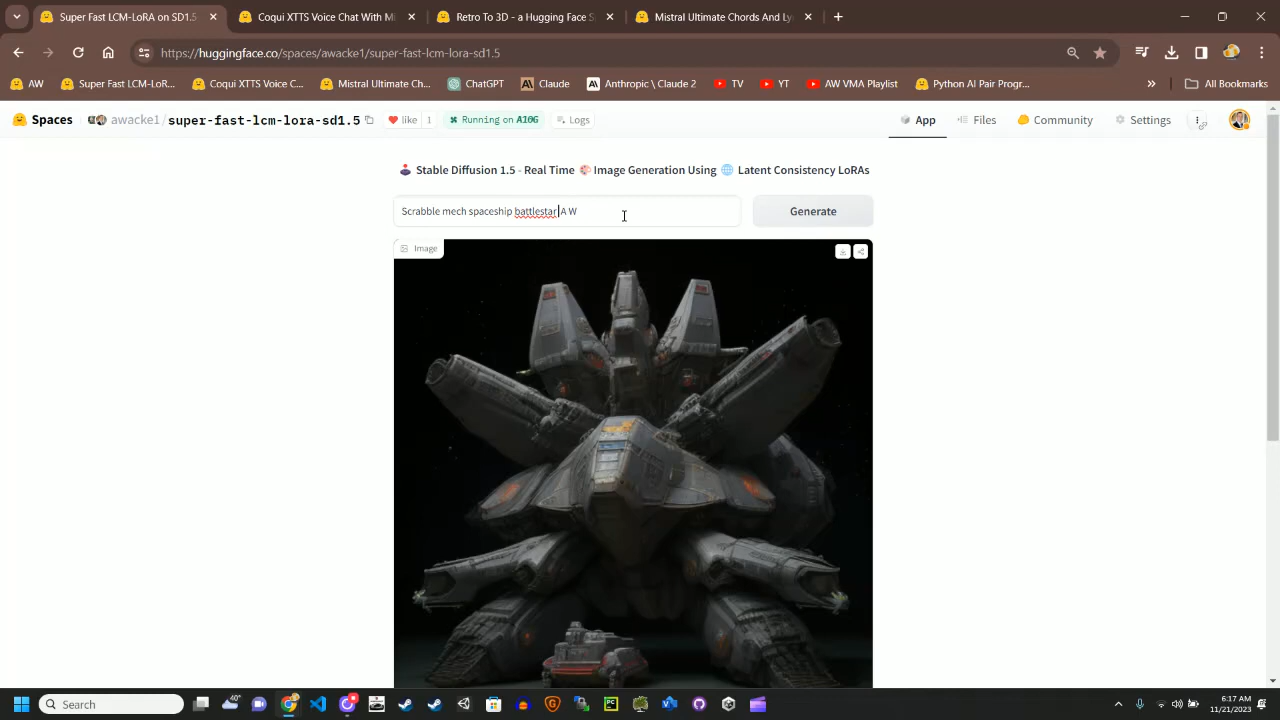 Super Fast LCM-LoRA on SD1.5
Coqui XTTS Voice Chat With Mi
Retro To 3D - a Hugging Face S
Mistral Ultimate Chords And Ly
https://huggingface.co/spaces/awacke1/super-fast-lcm-lora-sd1.5
AW
Super Fast LCM-LoR...
Coqui XTTS Voice C...
Mistral Ultimate Ch...
ChatGPT
Claude
Anthropic \ Claude 2
TV
YT
AW VMA Playlist
Python AI Pair Progr...
All Bookmarks
Spaces
awacke1/super-fast-lcm-lora-sd1.5
like 1
Running on A10G
Logs
App
Files
Community
Settings
Stable Diffusion 1.5 - Real Time Image Generation Using Latent Consistency LoRAs
Scrabble mech spaceship battlestar A W
Generate
Image
Search
40°
6:17 AM
11/21/2023